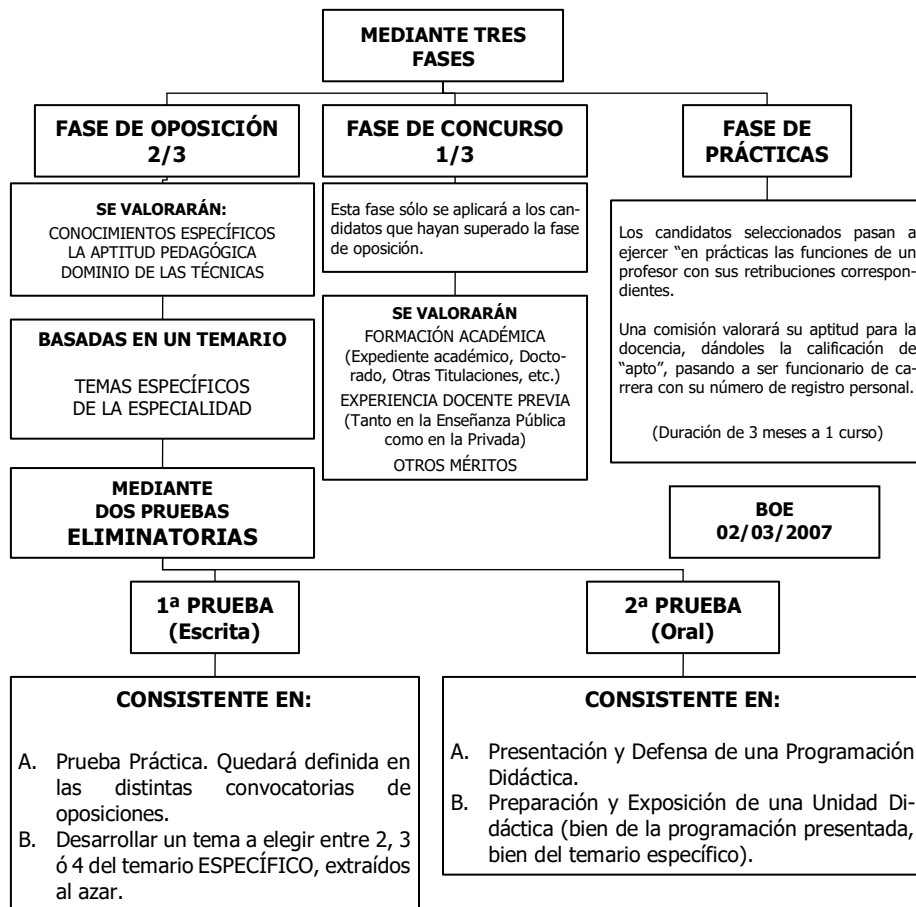 MEDIANTE TRES
FASES
FASE DE OPOSICIÓN
2/3
FASE DE CONCURSO
1/3
FASE DE
PRÁCTICAS
SE VALORARÁN:
CONOCIMIENTOS ESPECÍFICOS
LA APTITUD PEDAGÓGICA
DOMINIO DE LAS TÉCNICAS
Esta fase sólo se aplicará a los can-
didatos que hayan superado la fase
de oposición.
Los candidatos seleccionados pasan a
ejercer “en prácticas las funciones de un
profesor con sus retribuciones correspon-
dientes.
Una comisión valorará su aptitud para la
docencia, dándoles la calificación de
“apto”, pasando a ser funcionario de ca-
rrera con su número de registro personal.
(Duración de 3 meses a 1 curso)
BASADAS EN UN TEMARIO
TEMAS ESPECÍFICOS
DE LA ESPECIALIDAD
SE VALORARÁN
FORMACIÓN ACADÉMICA
(Expediente académico, Docto-
rado, Otras Titulaciones, etc.)
EXPERIENCIA DOCENTE PREVIA
(Tanto en la Enseñanza Pública
como en la Privada)
OTROS MÉRITOS
MEDIANTE
DOS PRUEBAS
ELIMINATORIAS
BOE
02/03/2007
1ª PRUEBA
(Escrita)
2ª PRUEBA
(Oral)
CONSISTENTE EN:
A. Prueba Práctica. Quedará definida en
las distintas convocatorias de
oposiciones.
B. Desarrollar un tema a elegir entre 2, 3
ó 4 del temario ESPECÍFICO, extraídos
al azar.
CONSISTENTE EN:
A. Presentación y Defensa de una Programación
Didáctica.
B. Preparación y Exposición de una Unidad Di-
dáctica (bien de la programación presentada,
bien del temario específico).